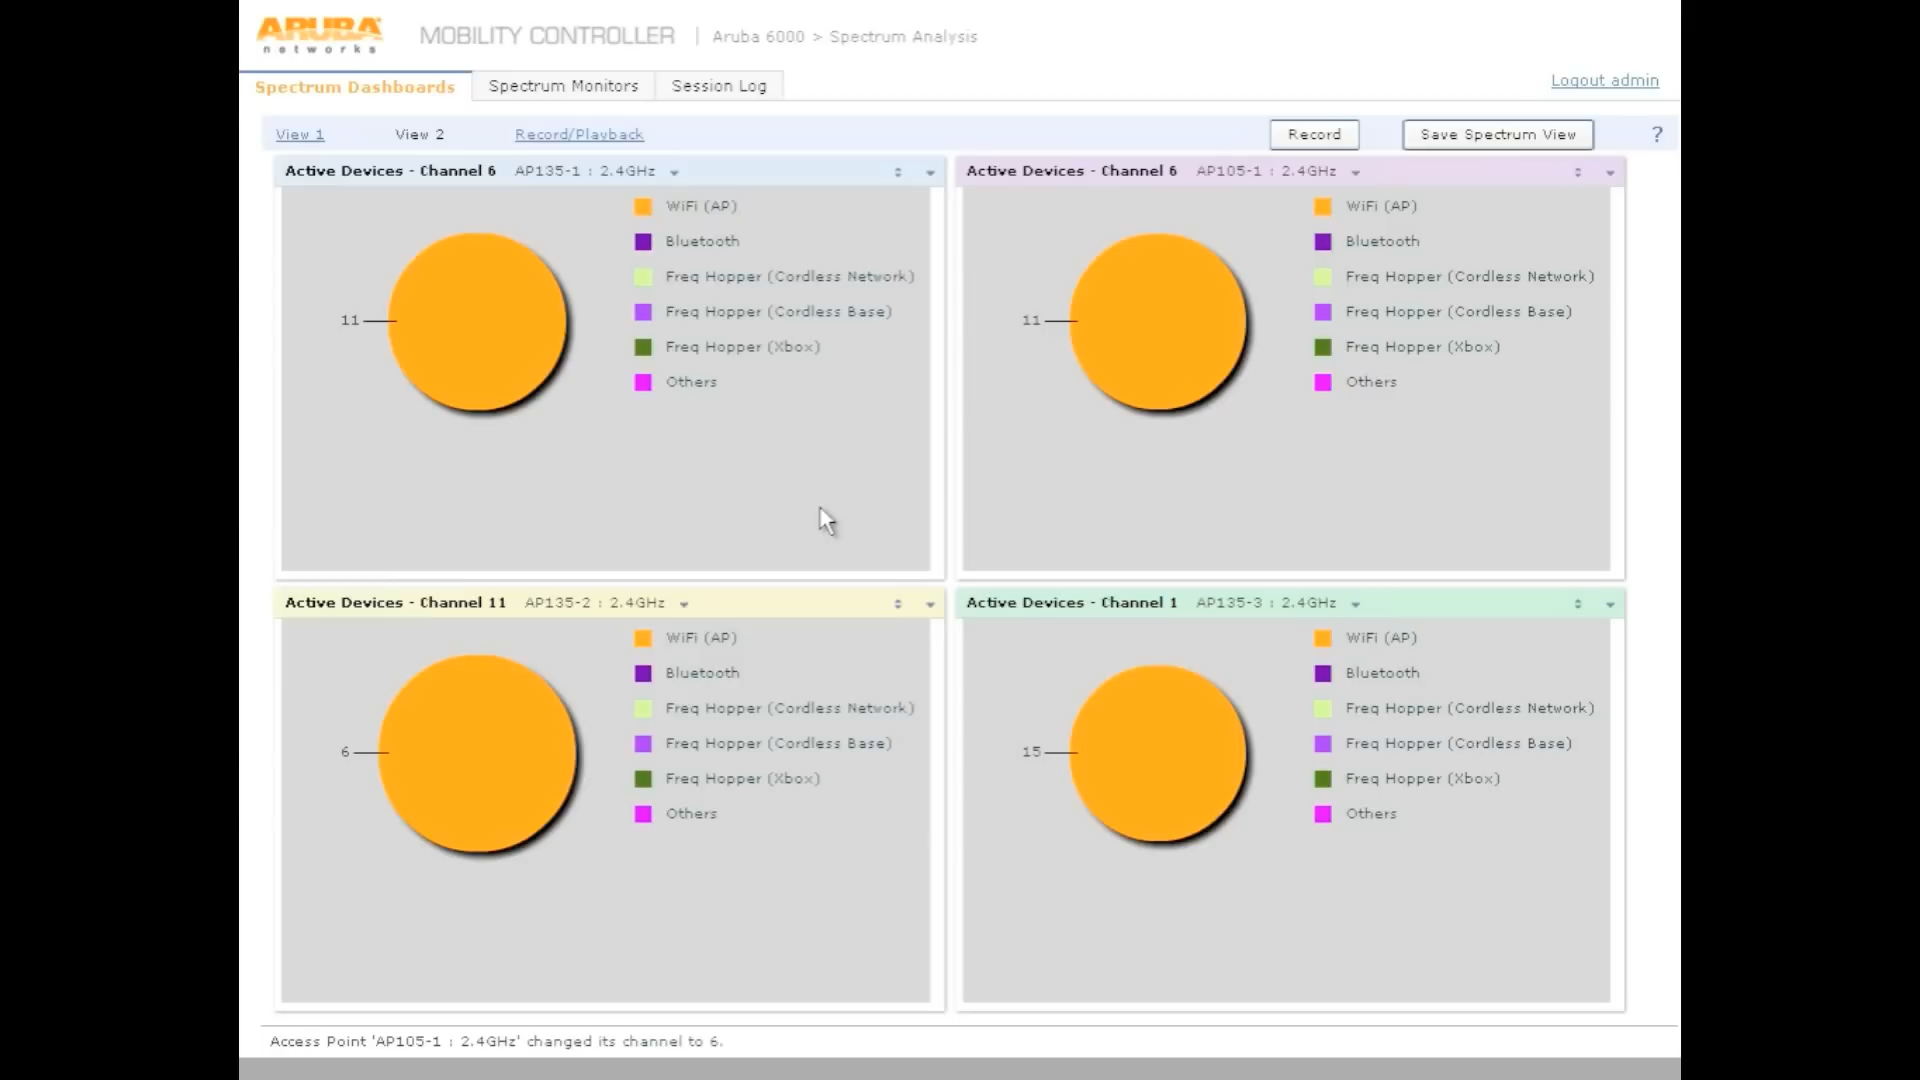 ARUBA networks
MOBILITY CONTROLLER | Aruba 6000 > Spectrum Analysis
Spectrum Dashboards Spectrum Monitors Session Log Logout admin
View 1 View 2 Record/Playback Record Save Spectrum View ?
Active Devices - Channel 6 AP135-1 : 2.4GHz
WiFi (AP)
Bluetooth
Freq Hopper (Cordless Network)
Freq Hopper (Cordless Base)
11
Freq Hopper (Xbox)
Others
Active Devices - Channel 6 AP105-1 : 2.4GHz
WiFi (AP)
Bluetooth
Freq Hopper (Cordless Network)
Freq Hopper (Cordless Base)
11
Freq Hopper (Xbox)
Others
Active Devices - Channel 11 AP135-2 : 2.4GHz
WiFi (AP)
Bluetooth
Freq Hopper (Cordless Network)
Freq Hopper (Cordless Base)
6
Freq Hopper (Xbox)
Others
Active Devices - Channel 1 AP135-3 : 2.4GHz
WiFi (AP)
Bluetooth
Freq Hopper (Cordless Network)
Freq Hopper (Cordless Base)
15
Freq Hopper (Xbox)
Others
Access Point 'AP105-1 : 2.4GHz' changed its channel to 6.